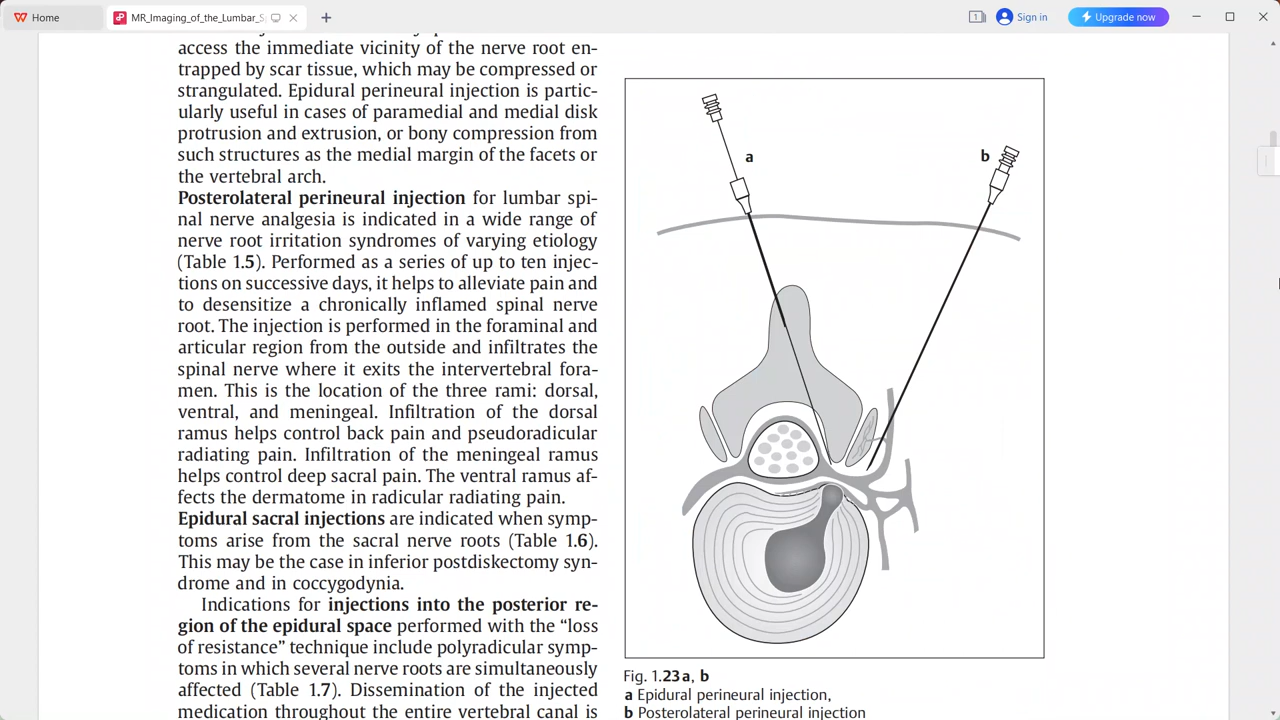 Home
MR_Imaging_of_the_Lumbar_S
1
Sign in
Upgrade now
access the immediate vicinity of the nerve root en-
trapped by scar tissue, which may be compressed or
strangulated. Epidural perineural injection is partic-
ularly useful in cases of paramedial and medial disk
protrusion and extrusion, or bony compression from
such structures as the medial margin of the facets or
the vertebral arch.
Posterolateral perineural injection for lumbar spi-
nal nerve analgesia is indicated in a wide range of
nerve root irritation syndromes of varying etiology
(Table 1.5). Performed as a series of up to ten injec-
tions on successive days, it helps to alleviate pain and
to desensitize a chronically inflamed spinal nerve
root. The injection is performed in the foraminal and
articular region from the outside and infiltrates the
spinal nerve where it exits the intervertebral fora-
men. This is the location of the three rami: dorsal,
ventral, and meningeal. Infiltration of the dorsal
ramus helps control back pain and pseudoradicular
radiating pain. Infiltration of the meningeal ramus
helps control deep sacral pain. The ventral ramus af-
fects the dermatome in radicular radiating pain.
Epidural sacral injections are indicated when symp-
toms arise from the sacral nerve roots (Table 1.6).
This may be the case in inferior postdiskectomy syn-
drome and in coccygodynia.
Indications for injections into the posterior re-
gion of the epidural space performed with the “loss
of resistance” technique include polyradicular symp-
toms in which several nerve roots are simultaneously
affected (Table 1.7). Dissemination of the injected
medication throughout the entire vertebral canal is
a
b
Fig. 1.23 a, b
a Epidural perineural injection,
b Posterolateral perineural injection